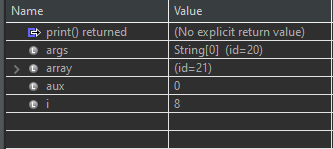 Name Value
print() returned (No explicit return value)
args String[0] (id=20)
array (id=21)
aux 0
i 8